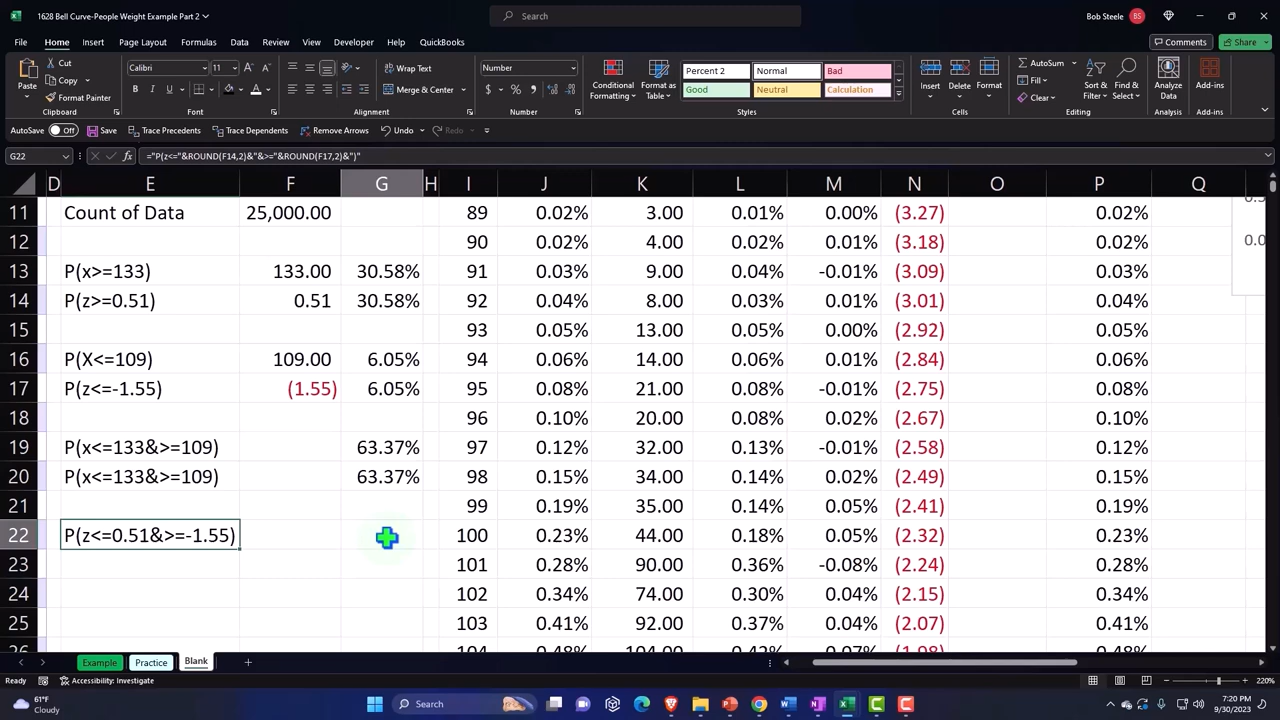 1628 Bell Curve-People Weight Example Part 2
Search
Bob Steele
BS
File Home Insert Page Layout Formulas Data Review View Developer Help QuickBooks
Comments
Share
Paste
Cut
Copy
Format Painter
Clipboard
Calibri
11
B I U
Font
Wrap Text
Merge & Center
Alignment
Number
$ % 9
Number
Conditional Formatting
Format as Table
Percent 2 Normal Bad
Good Neutral Calculation
Styles
Insert Delete Format
Cells
AutoSum
Fill
Clear
Sort & Filter
Find & Select
Editing
Analyze Data
Analysis
Add-ins
Add-ins
AutoSave Off Save Trace Precedents Trace Dependents Remove Arrows Undo Redo
G22 fx ="P(z<="&ROUND(F14,2)&"&>="&ROUND(F17,2)&")"
D E F G H I J K L M N O P Q
11 Count of Data 25,000.00 89 0.02% 3.00 0.01% 0.00% (3.27) 0.02%
12 90 0.02% 4.00 0.02% 0.01% (3.18) 0.02%
0.0
13 P(x>=133) 133.00 30.58% 91 0.03% 9.00 0.04% -0.01% (3.09) 0.03%
14 P(z>=0.51) 0.51 30.58% 92 0.04% 8.00 0.03% 0.01% (3.01) 0.04%
15 93 0.05% 13.00 0.05% 0.00% (2.92) 0.05%
16 P(X<=109) 109.00 6.05% 94 0.06% 14.00 0.06% 0.01% (2.84) 0.06%
17 P(z<=-1.55) (1.55) 6.05% 95 0.08% 21.00 0.08% -0.01% (2.75) 0.08%
18 96 0.10% 20.00 0.08% 0.02% (2.67) 0.10%
19 P(x<=133&>=109) 63.37% 97 0.12% 32.00 0.13% -0.01% (2.58) 0.12%
20 P(x<=133&>=109) 63.37% 98 0.15% 34.00 0.14% 0.02% (2.49) 0.15%
21 99 0.19% 35.00 0.14% 0.05% (2.41) 0.19%
22 P(z<=0.51&>=-1.55) 100 0.23% 44.00 0.18% 0.05% (2.32) 0.23%
23 101 0.28% 90.00 0.36% -0.08% (2.24) 0.28%
24 102 0.34% 74.00 0.30% 0.04% (2.15) 0.34%
25 103 0.41% 92.00 0.37% 0.04% (2.07) 0.41%
Example Practice Blank
Ready Accessibility: Investigate
220%
61°F
Cloudy
Search
7:20 PM
9/30/2023